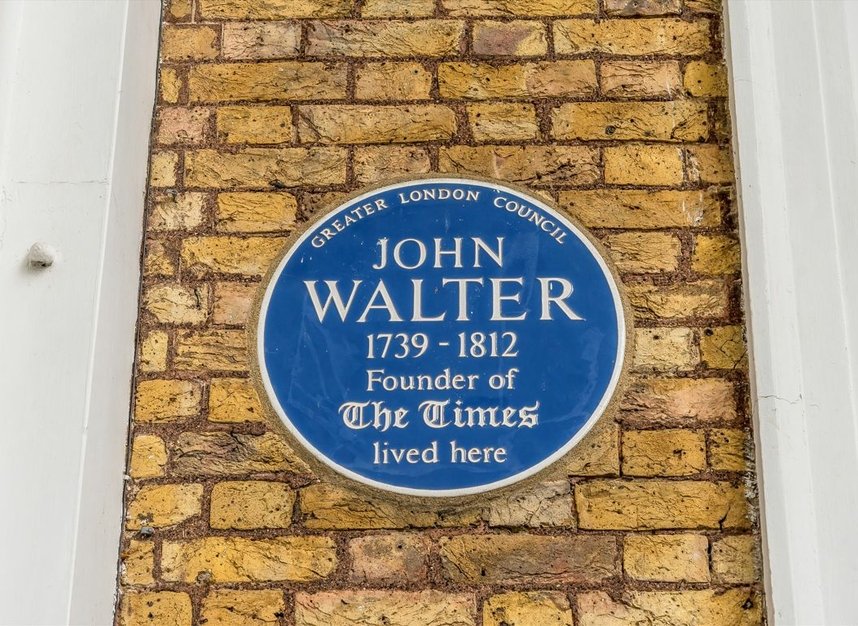 GREATER LONDON COUNCIL
JOHN
WALTER
1739 - 1812
Founder of
The Times
lived here